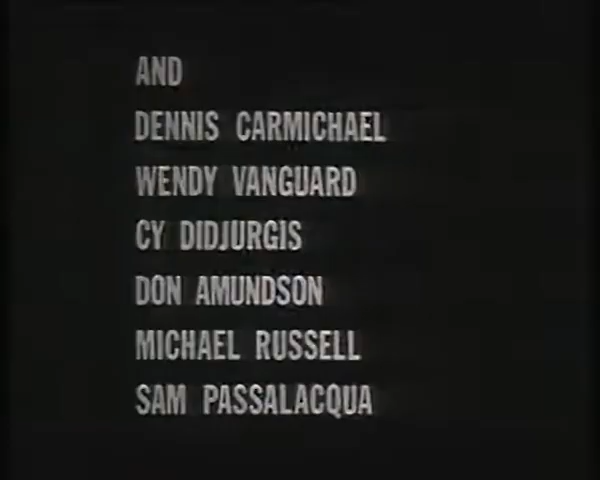 AND
DENNIS CARMICHAEL
WENDY VANGUARD
CY DIDJURGIS
DON AMUNDSON
MICHAEL RUSSELL
SAM PASSALACQUA